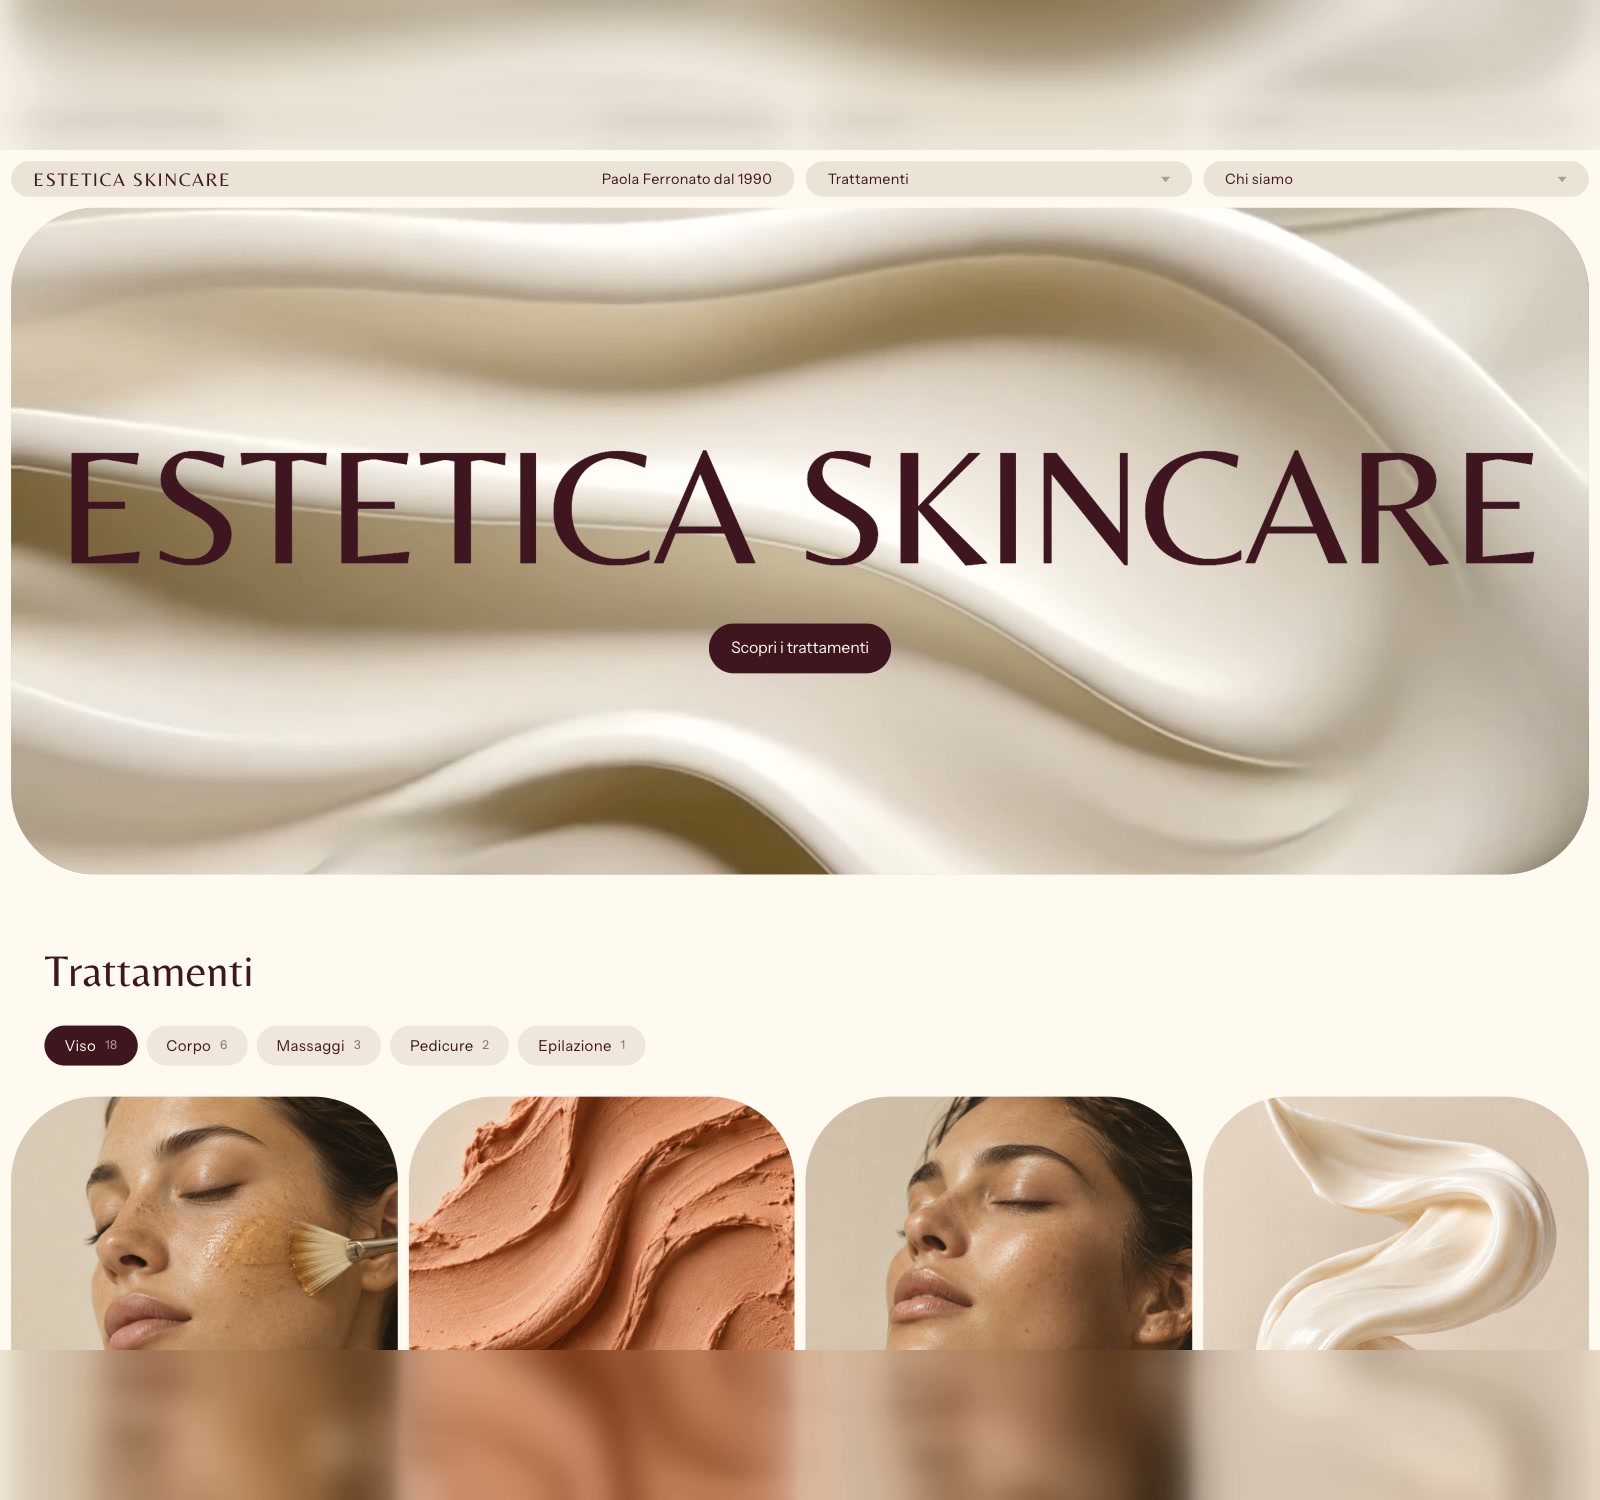 ESTETICA SKINCARE
Paola Ferronato dal 1990
Trattamenti
Chi siamo
ESTETICA SKINCARE
Scopri i trattamenti
Trattamenti
Viso 18
Corpo 6
Massaggi 3
Pedicure 2
Epilazione 1